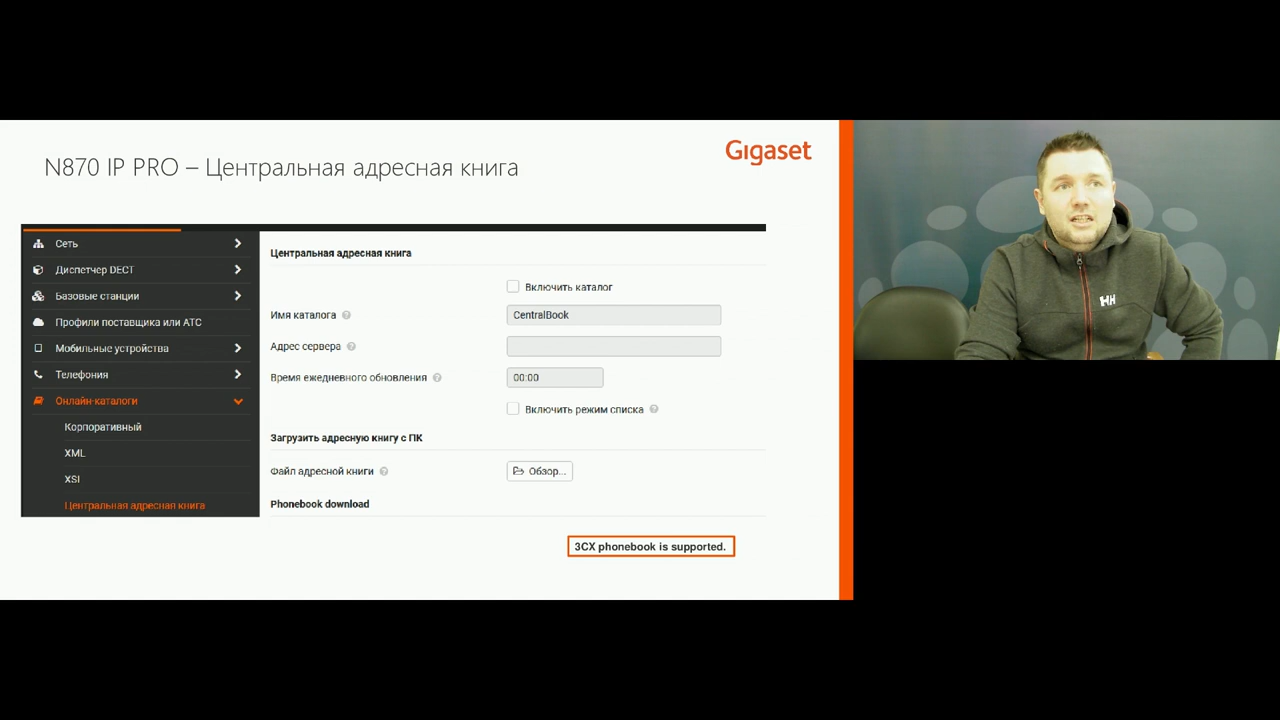 N870 IP PRO – Центральная адресная книга
Gigaset
Сеть
Диспетчер DECT
Базовые станции
Профили поставщика или АТС
Мобильные устройства
Телефония
Онлайн-каталоги
Корпоративный
XML
XSI
Центральная адресная книга
Центральная адресная книга
Включить каталог
Имя каталога
CentralBook
Адрес сервера
Время ежедневного обновления
00:00
Включить режим списка
Загрузить адресную книгу с ПК
Файл адресной книги
Обзор...
Phonebook download
3CX phonebook is supported.
HH